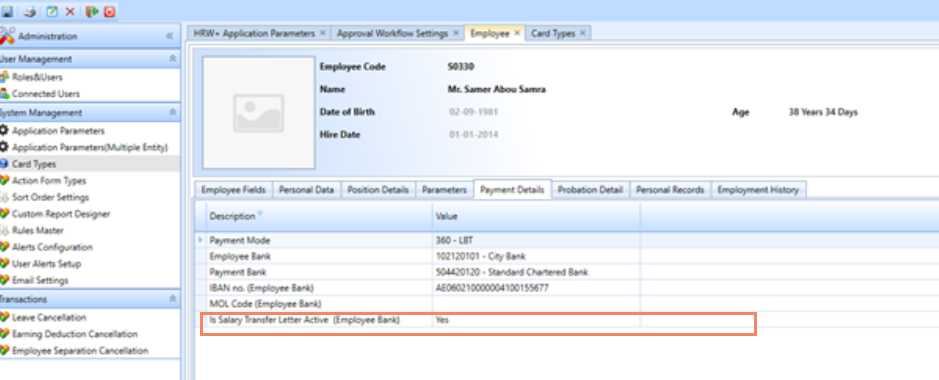 Administration
User Management
Roles&Users
Connected Users
System Management
Application Parameters
Application Parameters(Multiple Entity)
Card Types
Action Form Types
Sort Order Settings
Custom Report Designer
Rules Master
Alerts Configuration
User Alerts Setup
Email Settings
Transactions
Leave Cancellation
Earning Deduction Cancellation
Employee Separation Cancellation
HRW+ Application Parameters × Approval Workflow Settings × Employee × Card Types ×
Employee Code S0330
Name Mr. Samer Abou Samra
Date of Birth 02-09-1981 Age 38 Years 34 Days
Hire Date 01-01-2014
Employee Fields Personal Data Position Details Parameters Payment Details Probation Detail Personal Records Employment History
Description Value
Payment Mode 360 - LBT
Employee Bank 102120101 - City Bank
Payment Bank 504420120 - Standard Chartered Bank
IBAN no. (Employee Bank) AE060210000004100155677
MOL Code (Employee Bank)
Is Salary Transfer Letter Active (Employee Bank) Yes